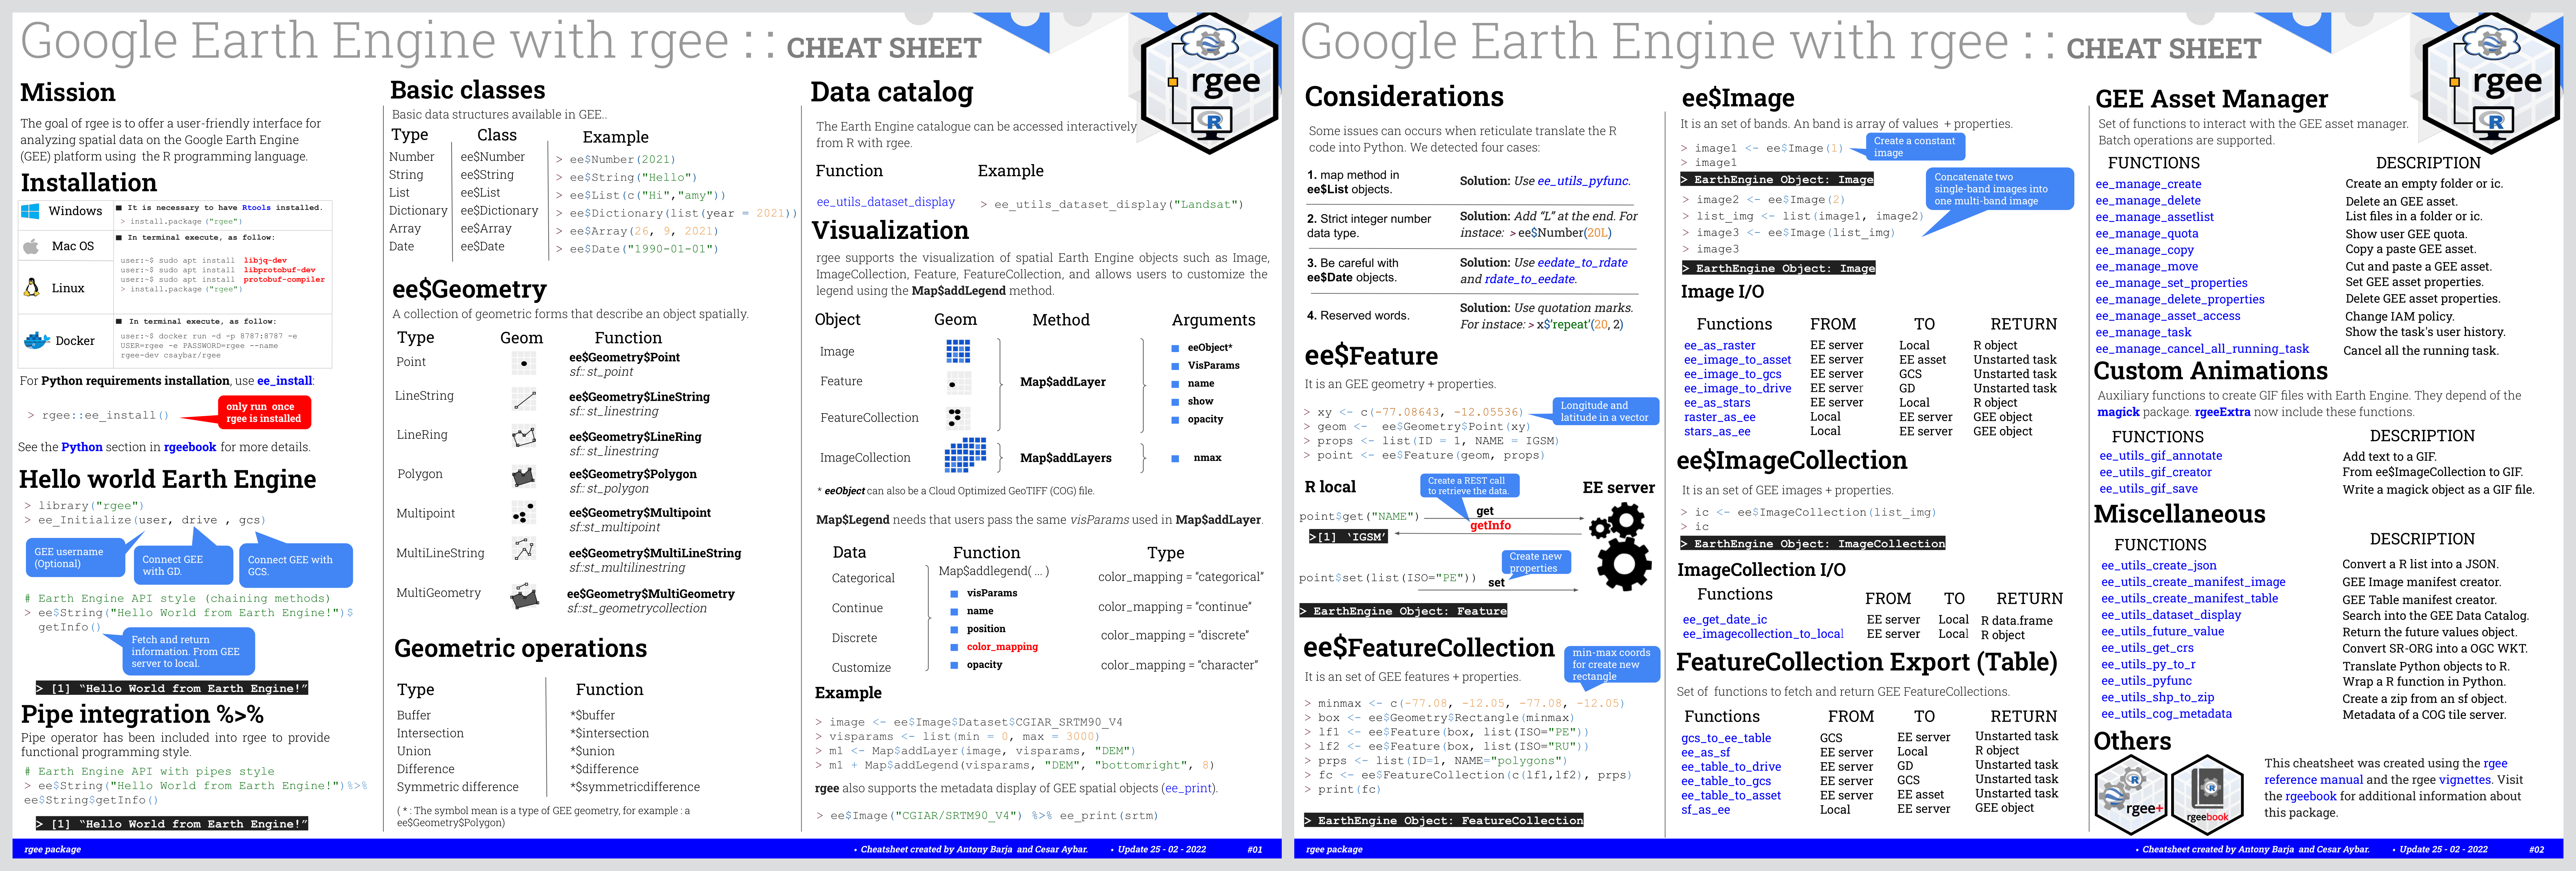 Google Earth Engine with rgee :: CHEAT SHEET
rgee
Mission
The goal of rgee is to offer a user-friendly interface for
analyzing spatial data on the Google Earth Engine
(GEE) platform using the R programming language.
Installation
Windows
■ It is necessary to have Rtools installed.
> install.package("rgee")
Mac OS
■ In terminal execute, as follow:
Linux
user:~$ sudo apt install libjq-dev
user:~$ sudo apt install libprotobuf-dev
user:~$ sudo apt install protobuf-compiler
> install.package("rgee")
Docker
■ In terminal execute, as follow:
user:~$ docker run -d -p 8787:8787 -e
USER=rgee -e PASSWORD=rgee --name
rgee-dev csaybar/rgee
For Python requirements installation, use ee_install:
> rgee::ee_install()
only run once
rgee is installed
See the Python section in rgeebook for more details.
Hello world Earth Engine
> library("rgee")
> ee_Initialize(user, drive , gcs)
GEE username
(Optional)
Connect GEE
with GD.
Connect GEE with
GCS.
# Earth Engine API style (chaining methods)
> ee$String("Hello World from Earth Engine!")$
getInfo()
Fetch and return
information. From GEE
server to local.
> [1] “Hello World from Earth Engine!”
Pipe integration %>%
Pipe operator has been included into rgee to provide
functional programming style.
# Earth Engine API with pipes style
> ee$String("Hello World from Earth Engine!")%>%
ee$String$getInfo()
> [1] “Hello World from Earth Engine!”
Basic classes
Basic data structures available in GEE..
Type Class Example
Number ee$Number > ee$Number(2021)
String ee$String > ee$String("Hello")
List ee$List > ee$List(c("Hi","amy"))
Dictionary ee$Dictionary > ee$Dictionary(list(year = 2021))
Array ee$Array > ee$Array(26, 9, 2021)
Date ee$Date > ee$Date("1990-01-01")
ee$Geometry
A collection of geometric forms that describe an object spatially.
Type Geom Function
Point ee$Geometry$Point
sf:: st_point
LineString ee$Geometry$LineString
sf:: st_linestring
LineRing ee$Geometry$LineRing
sf:: st_linestring
Polygon ee$Geometry$Polygon
sf:: st_polygon
Multipoint ee$Geometry$Multipoint
sf::st_multipoint
MultiLineString ee$Geometry$MultiLineString
sf::st_multilinestring
MultiGeometry ee$Geometry$MultiGeometry
sf::st_geometrycollection
Geometric operations
Type Function
Buffer *$buffer
Intersection *$intersection
Union *$union
Difference *$difference
Symmetric difference *$symmetricdifference
( * : The symbol mean is a type of GEE geometry, for example : a
ee$Geometry$Polygon)
Data catalog
The Earth Engine catalogue can be accessed interactively
from R with rgee.
Function Example
ee_utils_dataset_display > ee_utils_dataset_display("Landsat")
Visualization
rgee supports the visualization of spatial Earth Engine objects such as Image,
ImageCollection, Feature, FeatureCollection, and allows users to customize the
legend using the Map$addLegend method.
Object Geom Method Arguments
Image
Feature
FeatureCollection
Map$addLayer
eeObject*
VisParams
name
show
opacity
ImageCollection Map$addLayers nmax
* eeObject can also be a Cloud Optimized GeoTIFF (COG) file.
Map$Legend needs that users pass the same visParams used in Map$addLayer.
Data Function Type
Map$addlegend( ... )
Categorical color_mapping = “categorical”
Continue color_mapping = “continue”
Discrete color_mapping = “discrete”
Customize color_mapping = “character”
visParams
name
position
color_mapping
opacity
Example
> image <- ee$Image$Dataset$CGIAR_SRTM90_V4
> visparams <- list(min = 0, max = 3000)
> m1 <- Map$addLayer(image, visparams, "DEM")
> m1 + Map$addLegend(visparams, "DEM", "bottomright", 8)
rgee also supports the metadata display of GEE spatial objects (ee_print).
> ee$Image("CGIAR/SRTM90_V4") %>% ee_print(srtm)
rgee package • Cheatsheet created by Antony Barja and Cesar Aybar. • Update 25 - 02 - 2022 #01
Google Earth Engine with rgee :: CHEAT SHEET
rgee
Considerations
Some issues can occurs when reticulate translate the R
code into Python. We detected four cases:
1. map method in
ee$List objects.
Solution: Use ee_utils_pyfunc.
2. Strict integer number
data type.
Solution: Add “L” at the end. For
instace: > ee$Number(20L)
3. Be careful with
ee$Date objects.
Solution: Use eedate_to_rdate
and rdate_to_eedate.
4. Reserved words.
Solution: Use quotation marks.
For instace: > x$'repeat'(20, 2)
ee$Feature
It is an GEE geometry + properties.
> xy <- c(-77.08643, -12.05536)
> geom <- ee$Geometry$Point(xy)
> props <- list(ID = 1, NAME = IGSM)
> point <- ee$Feature(geom, props)
Longitude and
latitude in a vector
R local
Create a REST call
to retrieve the data.
EE server
point$get("NAME") get
getInfo
>[1] ‘IGSM’
Create new
properties
point$set(list(ISO="PE")) set
> EarthEngine Object: Feature
ee$FeatureCollection
It is an set of GEE features + properties.
min-max coords
for create new
rectangle
> minmax <- c(-77.08, -12.05, -77.08, -12.05)
> box <- ee$Geometry$Rectangle(minmax)
> lf1 <- ee$Feature(box, list(ISO="PE"))
> lf2 <- ee$Feature(box, list(ISO="RU"))
> prps <- list(ID=1, NAME="polygons")
> fc <- ee$FeatureCollection(c(lf1,lf2), prps)
> print(fc)
> EarthEngine Object: FeatureCollection
ee$Image
It is an set of bands. An band is array of values + properties.
> image1 <- ee$Image(1)
> image1
Create a constant
image
> EarthEngine Object: Image
> image2 <- ee$Image(2)
> list_img <- list(image1, image2)
> image3 <- ee$Image(list_img)
> image3
Concatenate two
single-band images into
one multi-band image
> EarthEngine Object: Image
Image I/O
Functions FROM TO RETURN
ee_as_raster EE server Local R object
ee_image_to_asset EE server EE asset Unstarted task
ee_image_to_gcs EE server GCS Unstarted task
ee_image_to_drive EE server GD Unstarted task
ee_as_stars EE server Local R object
raster_as_ee Local EE server GEE object
stars_as_ee Local EE server GEE object
ee$ImageCollection
It is an set of GEE images + properties.
> ic <- ee$ImageCollection(list_img)
> ic
> EarthEngine Object: ImageCollection
ImageCollection I/O
Functions FROM TO RETURN
ee_get_date_ic EE server Local R data.frame
ee_imagecollection_to_local EE server Local R object
FeatureCollection Export (Table)
Set of functions to fetch and return GEE FeatureCollections.
Functions FROM TO RETURN
gcs_to_ee_table GCS EE server Unstarted task
ee_as_sf EE server Local R object
ee_table_to_drive EE server GD Unstarted task
ee_table_to_gcs EE server GCS Unstarted task
ee_table_to_asset EE server EE asset Unstarted task
sf_as_ee Local EE server GEE object
GEE Asset Manager
Set of functions to interact with the GEE asset manager.
Batch operations are supported.
FUNCTIONS DESCRIPTION
ee_manage_create Create an empty folder or ic.
ee_manage_delete Delete an GEE asset.
ee_manage_assetlist List files in a folder or ic.
ee_manage_quota Show user GEE quota.
ee_manage_copy Copy a paste GEE asset.
ee_manage_move Cut and paste a GEE asset.
ee_manage_set_properties Set GEE asset properties.
ee_manage_delete_properties Delete GEE asset properties.
ee_manage_asset_access Change IAM policy.
ee_manage_task Show the task's user history.
ee_manage_cancel_all_running_task Cancel all the running task.
Custom Animations
Auxiliary functions to create GIF files with Earth Engine. They depend of the
magick package. rgeeExtra now include these functions.
FUNCTIONS DESCRIPTION
ee_utils_gif_annotate Add text to a GIF.
ee_utils_gif_creator From ee$ImageCollection to GIF.
ee_utils_gif_save Write a magick object as a GIF file.
Miscellaneous
FUNCTIONS DESCRIPTION
ee_utils_create_json Convert a R list into a JSON.
ee_utils_create_manifest_image GEE Image manifest creator.
ee_utils_create_manifest_table GEE Table manifest creator.
ee_utils_dataset_display Search into the GEE Data Catalog.
ee_utils_future_value Return the future values object.
ee_utils_get_crs Convert SR-ORG into a OGC WKT.
ee_utils_py_to_r Translate Python objects to R.
ee_utils_pyfunc Wrap a R function in Python.
ee_utils_shp_to_zip Create a zip from an sf object.
ee_utils_cog_metadata Metadata of a COG tile server.
Others
rgee+
rgeebook
This cheatsheet was created using the rgee
reference manual and the rgee vignettes. Visit
the rgeebook for additional information about
this package.
rgee package • Cheatsheet created by Antony Barja and Cesar Aybar. • Update 25 - 02 - 2022 #02